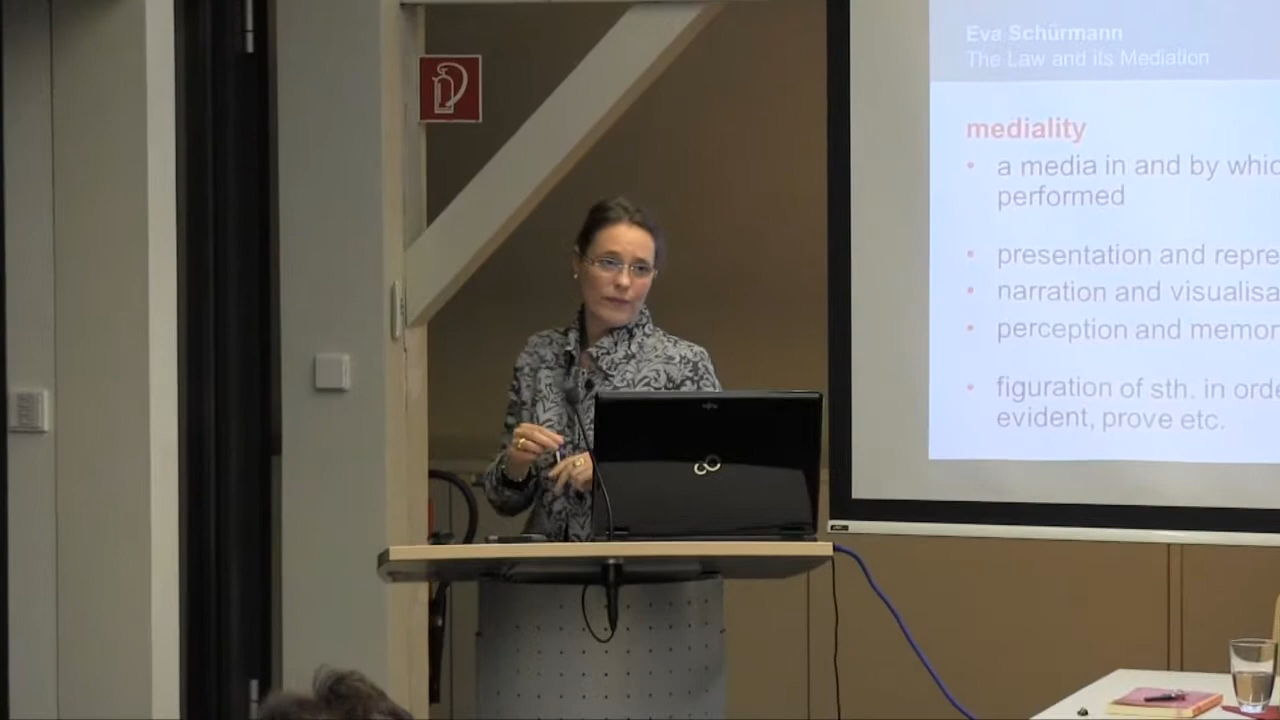 Eva Schürmann
The Law and its Mediation
mediality
• a media in and by whic
performed
• presentation and repre
• narration and visualisa
• perception and memor
• figuration of sth. in orde
evident, prove etc.